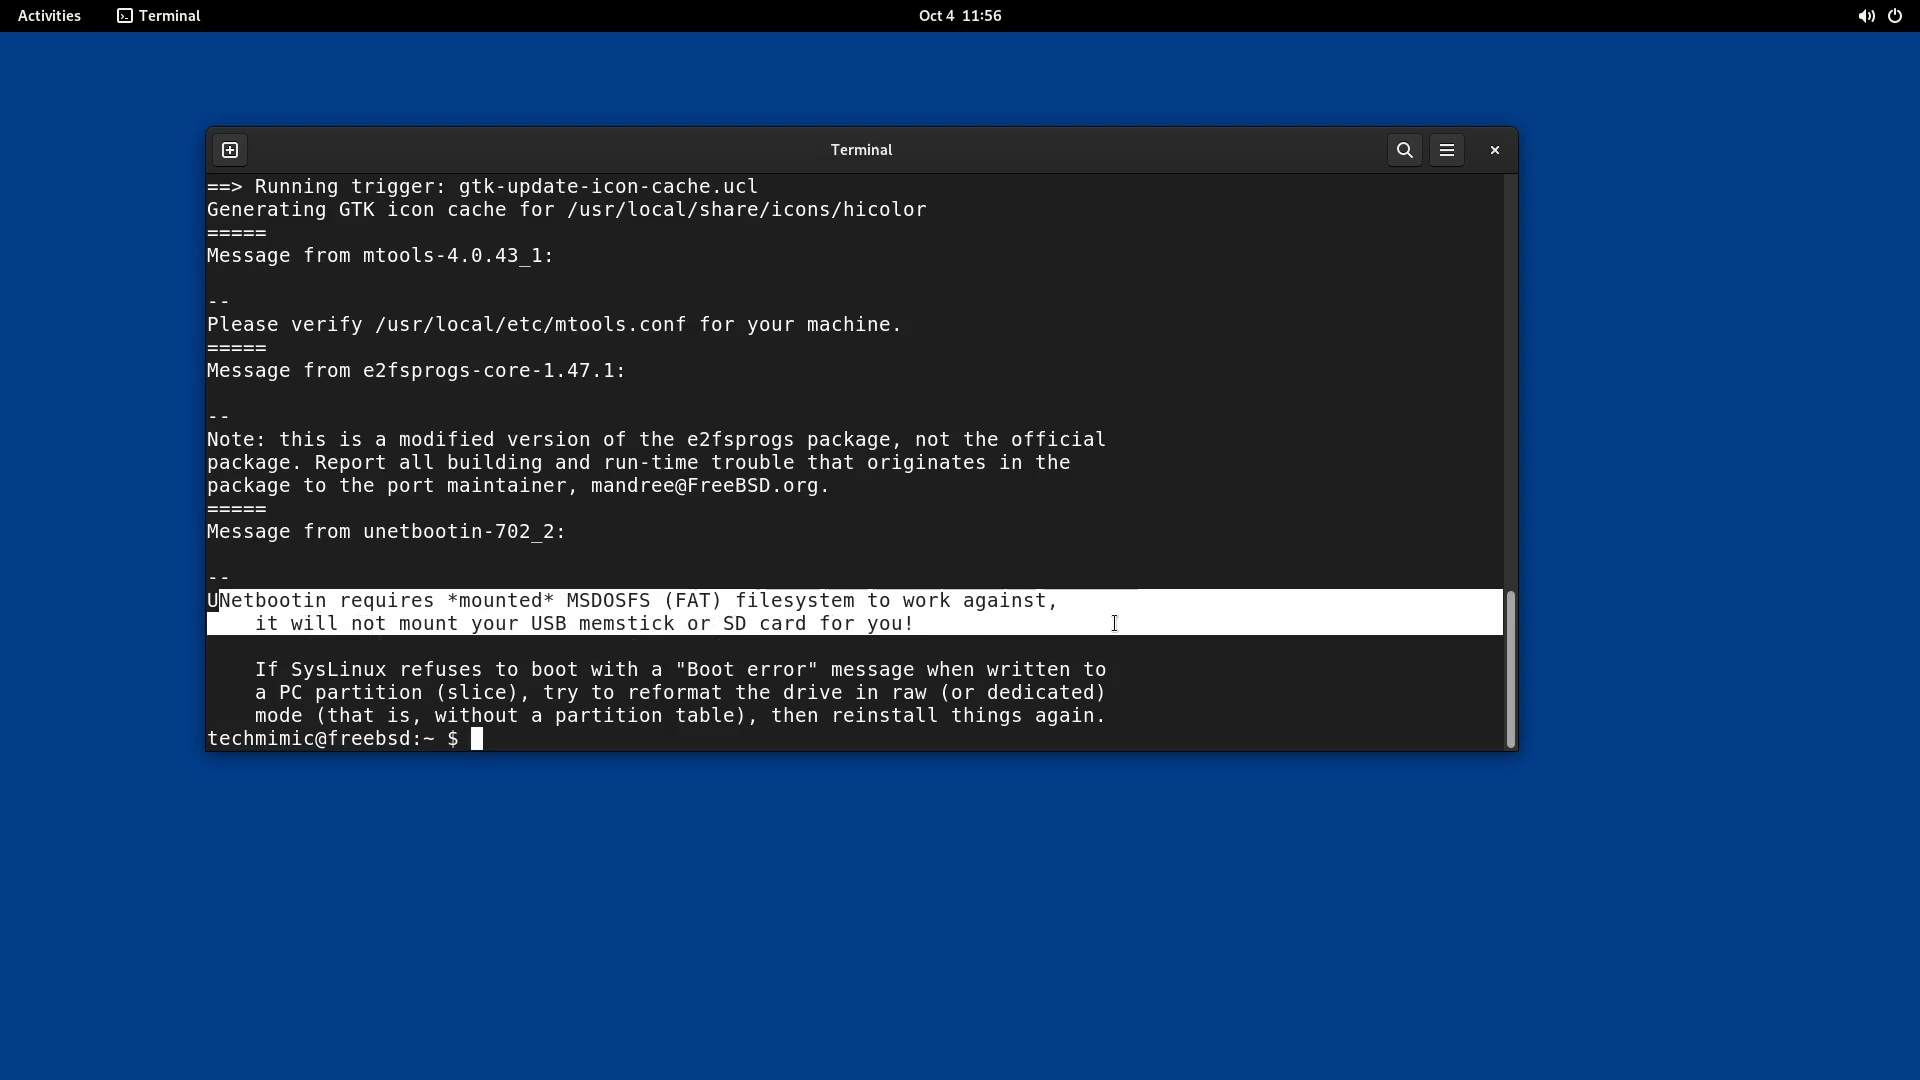 Activities
Terminal
Oct 4 11:56
Terminal
==> Running trigger: gtk-update-icon-cache.ucl
Generating GTK icon cache for /usr/local/share/icons/hicolor
=====
Message from mtools-4.0.43_1:
--
Please verify /usr/local/etc/mtools.conf for your machine.
=====
Message from e2fsprogs-core-1.47.1:
--
Note: this is a modified version of the e2fsprogs package, not the official
package. Report all building and run-time trouble that originates in the
package to the port maintainer, mandree@FreeBSD.org.
=====
Message from unetbootin-702_2:
--
UNetbootin requires *mounted* MSDOSFS (FAT) filesystem to work against,
it will not mount your USB memstick or SD card for you!
If SysLinux refuses to boot with a "Boot error" message when written to
a PC partition (slice), try to reformat the drive in raw (or dedicated)
mode (that is, without a partition table), then reinstall things again.
techmimic@freebsd:~ $